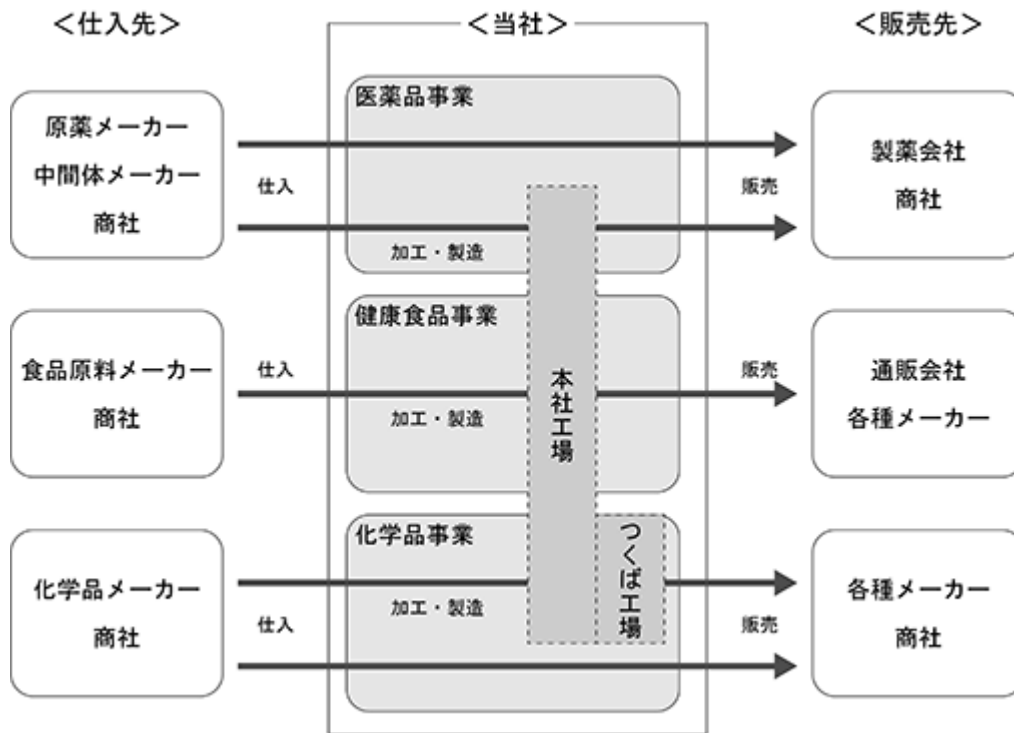 ＜仕入先＞
＜当社＞
＜販売先＞
原薬メーカー
中間体メーカー
商社
仕入
医薬品事業
加工・製造
販売
製薬会社
商社
食品原料メーカー
商社
仕入
健康食品事業
加工・製造
本社工場
販売
通販会社
各種メーカー
化学品メーカー
商社
仕入
化学品事業
加工・製造
つくば工場
販売
各種メーカー
商社